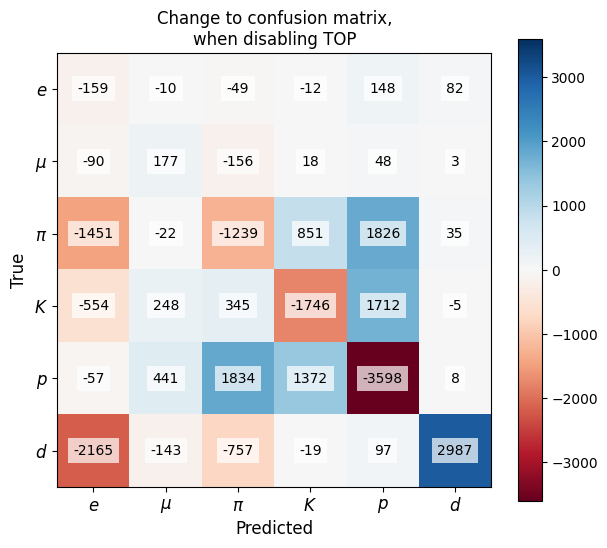 Change to confusion matrix,
when disabling TOP
e -159 -10 -49 -12 148 82
μ -90 177 -156 18 48 3
π -1451 -22 -1239 851 1826 35
K -554 248 345 -1746 1712 -5
p -57 441 1834 1372 -3598 8
d -2165 -143 -757 -19 97 2987
e μ π K p d
Predicted
True
3000
2000
1000
0
−1000
−2000
−3000